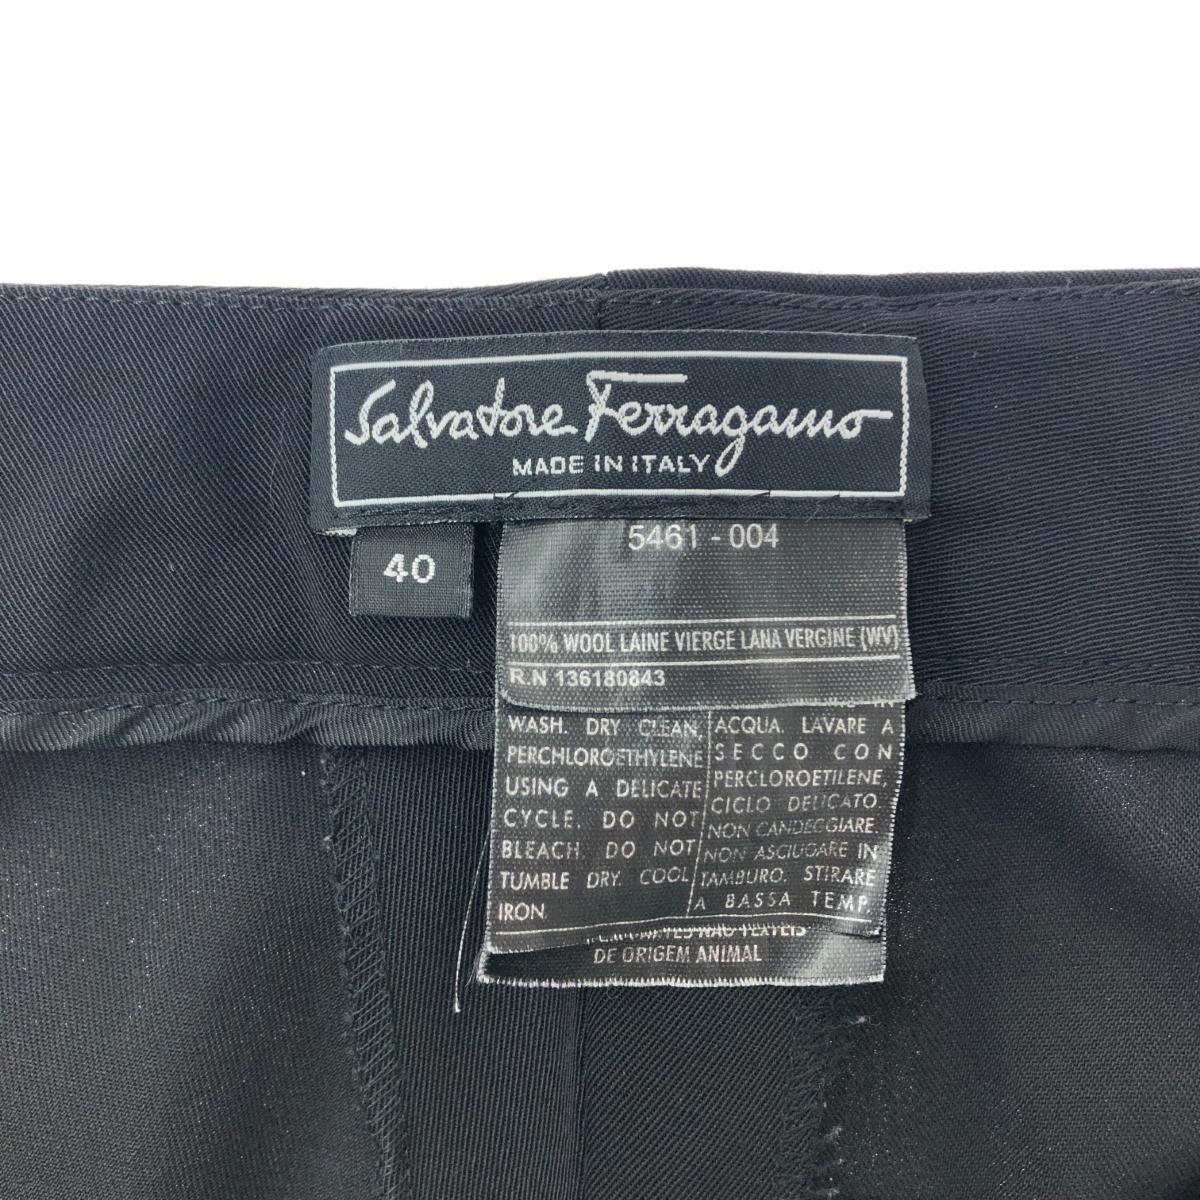 Salvatore Ferragamo
MADE IN ITALY
40
5461 - 004
100% WOOL LAINE VIERGE LANA VERGINE (WV)
R.N 136180843
WASH. DRY CLEAN
PERCHLOROETHYLENE
USING A DELICATE
CYCLE. DO NOT
BLEACH. DO NOT
TUMBLE DRY. COOL
IRON
ACQUA. LAVARE A
SECCO CON
PERCLOROETILENE,
CICLO DELICATO
NON CANDEGGIARE.
NON ASCIUGARE IN
TAMBURO. STIRARE
A BASSA TEMP.
DE ORIGEM ANIMAL